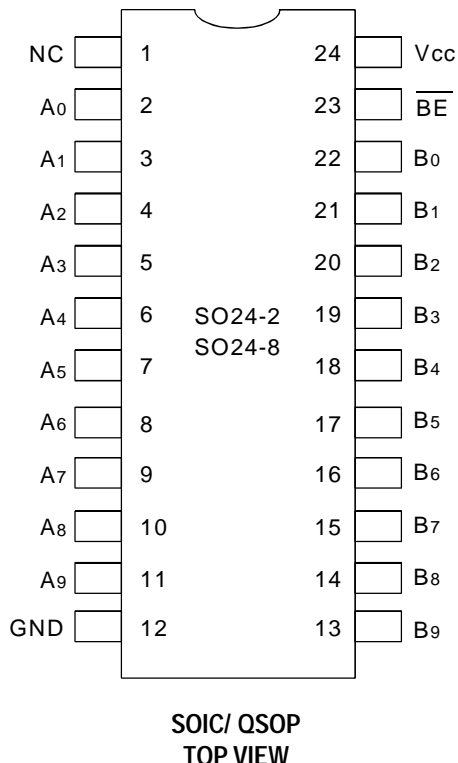 NC 1 24 Vcc
A0 2 23 BE
A1 3 22 B0
A2 4 21 B1
A3 5 20 B2
A4 6 SO24-2 19 B3
A5 7 SO24-8 18 B4
A6 8 17 B5
A7 9 16 B6
A8 10 15 B7
A9 11 14 B8
GND 12 13 B9
SOIC/ QSOP
TOP VIEW